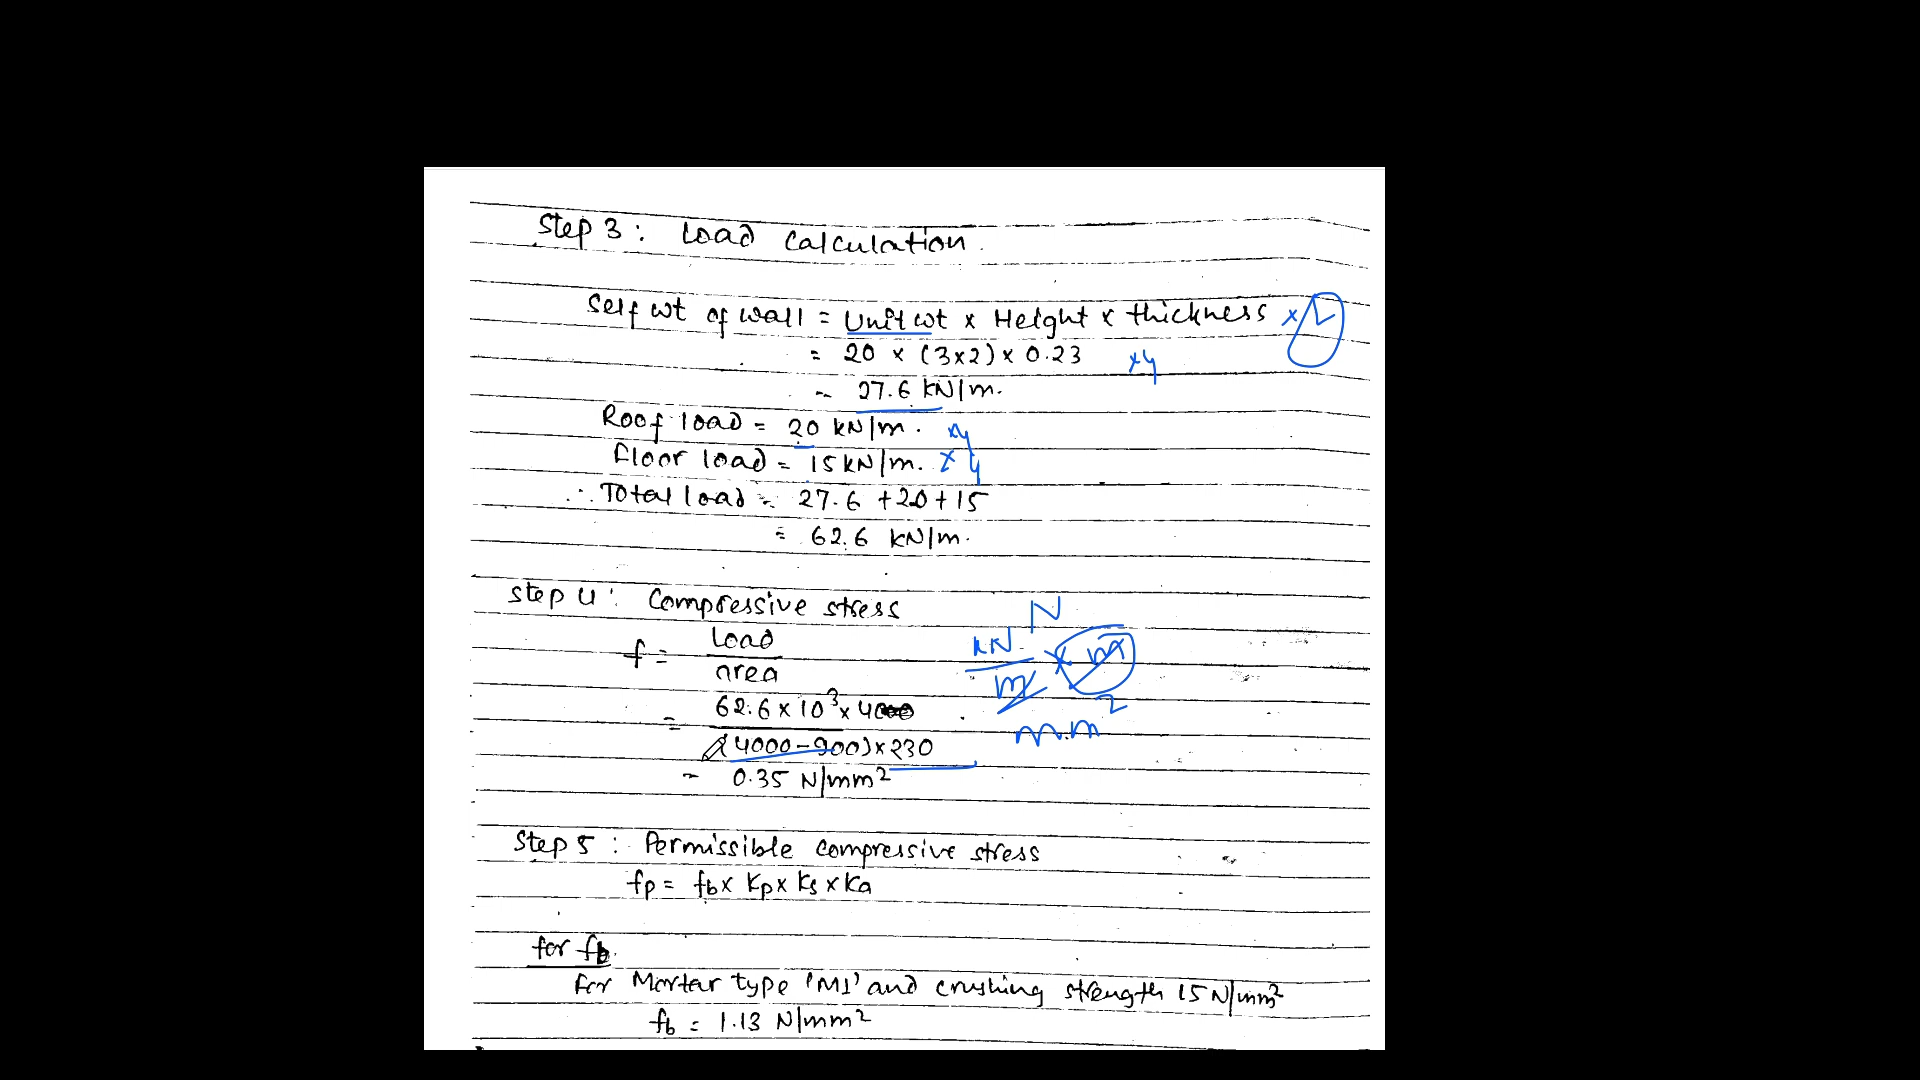 Step 3: Load calculation.
Self wt of wall = Unit wt x Height x thickness x L
= 20 x (3x2) x 0.23 x4
= 27.6 kN/m.
Roof load = 20 kN/m. x4
Floor load = 15 kN/m. x4
∴ Total load = 27.6 + 20 + 15
= 62.6 kN/m.
Step 4: Compressive stress
f = Load / area
= 62.6 x 10³ x 4 / (4000-900) x 230
kN/m x m
N
mm²
= 0.35 N/mm²
Step 5: Permissible compressive stress
fp = fb x Kp x Ks x Ka
for fb
For Mortar type 'M1' and crushing strength 15 N/mm²
fb = 1.13 N/mm²